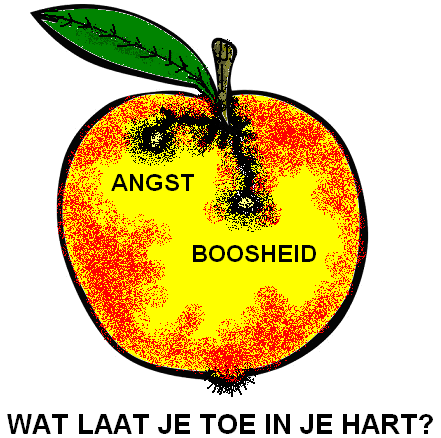 ANGST
BOOSHEID
WAT LAAT JE TOE IN JE HART?